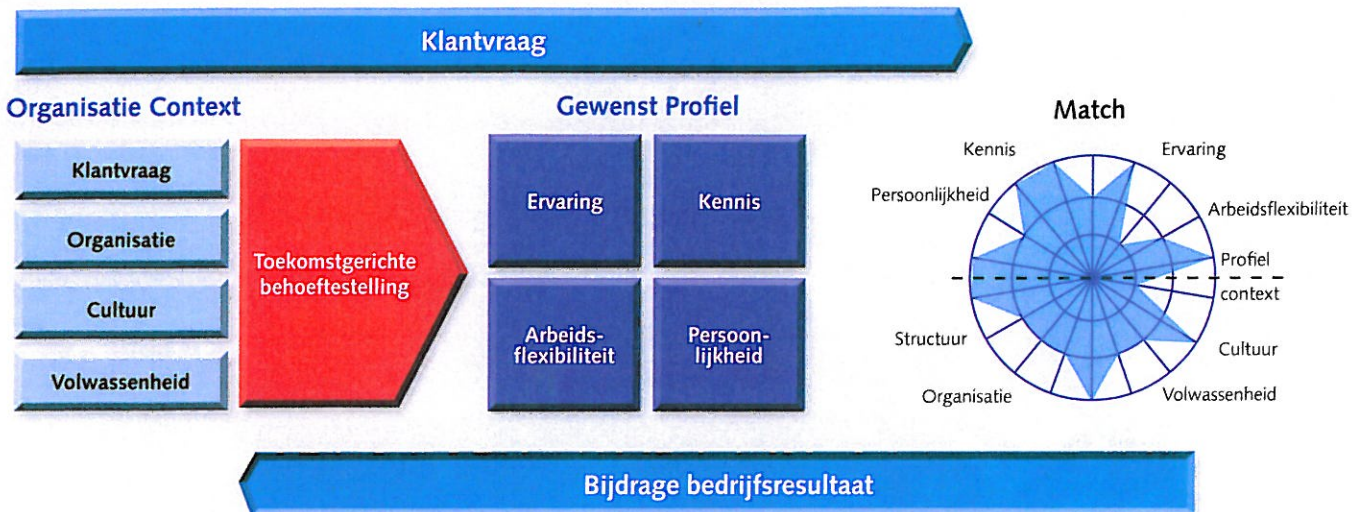 Klantvraag
Organisatie Context
Klantvraag
Organisatie
Cultuur
Volwassenheid
Toekomstgerichte
behoeftestelling
Gewenst Profiel
Ervaring
Kennis
Arbeids-
flexibiliteit
Persoon-
lijkheid
Match
Kennis
Ervaring
Persoonlijkheid
Arbeidsflexibiliteit
Profiel
context
Structuur
Cultuur
Organisatie
Volwassenheid
Bijdrage bedrijfsresultaat